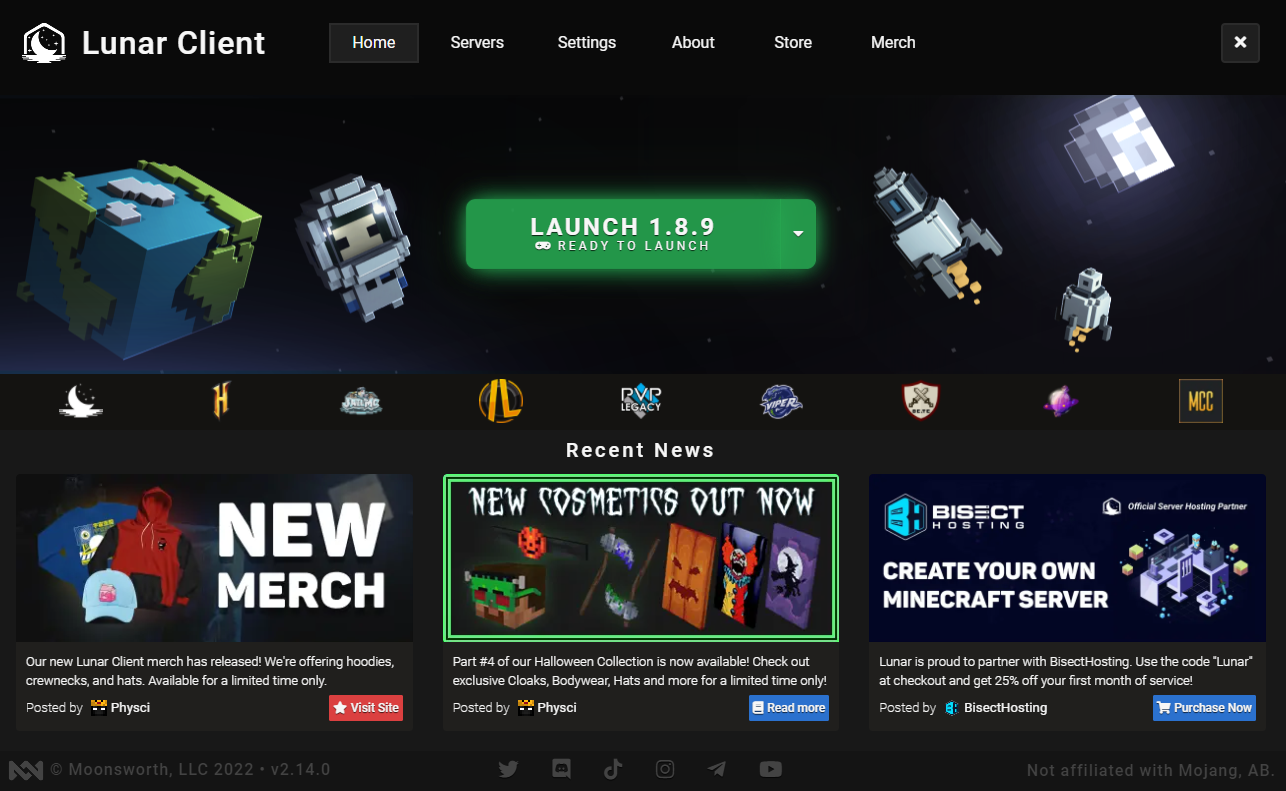 Lunar Client
Home
Servers
Settings
About
Store
Merch
LAUNCH 1.8.9
READY TO LAUNCH
JAILMC
PVP
LEGACY
VIPER
MCC
Recent News
NEW
MERCH
Our new Lunar Client merch has released! We're offering hoodies,
crewnecks, and hats. Available for a limited time only.
Posted by Physci
Visit Site
NEW COSMETICS OUT NOW
Part #4 of our Halloween Collection is now available! Check out
exclusive Cloaks, Bodywear, Hats and more for a limited time only!
Posted by Physci
Read more
BISECT
HOSTING
Official Server Hosting Partner
CREATE YOUR OWN
MINECRAFT SERVER
Lunar is proud to partner with BisectHosting. Use the code "Lunar"
at checkout and get 25% off your first month of service!
Posted by BisectHosting
Purchase Now
© Moonsworth, LLC 2022 • v2.14.0
Not affiliated with Mojang, AB.